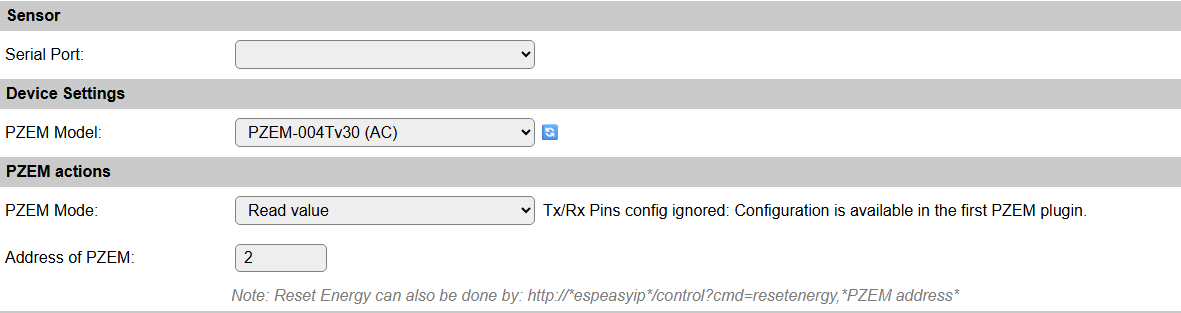 Sensor
Serial Port:
Device Settings
PZEM Model: PZEM-004Tv30 (AC)
PZEM actions
PZEM Mode: Read value Tx/Rx Pins config ignored: Configuration is available in the first PZEM plugin.
Address of PZEM: 2
Note: Reset Energy can also be done by: http://*espeasyip*/control?cmd=resetenergy,*PZEM address*